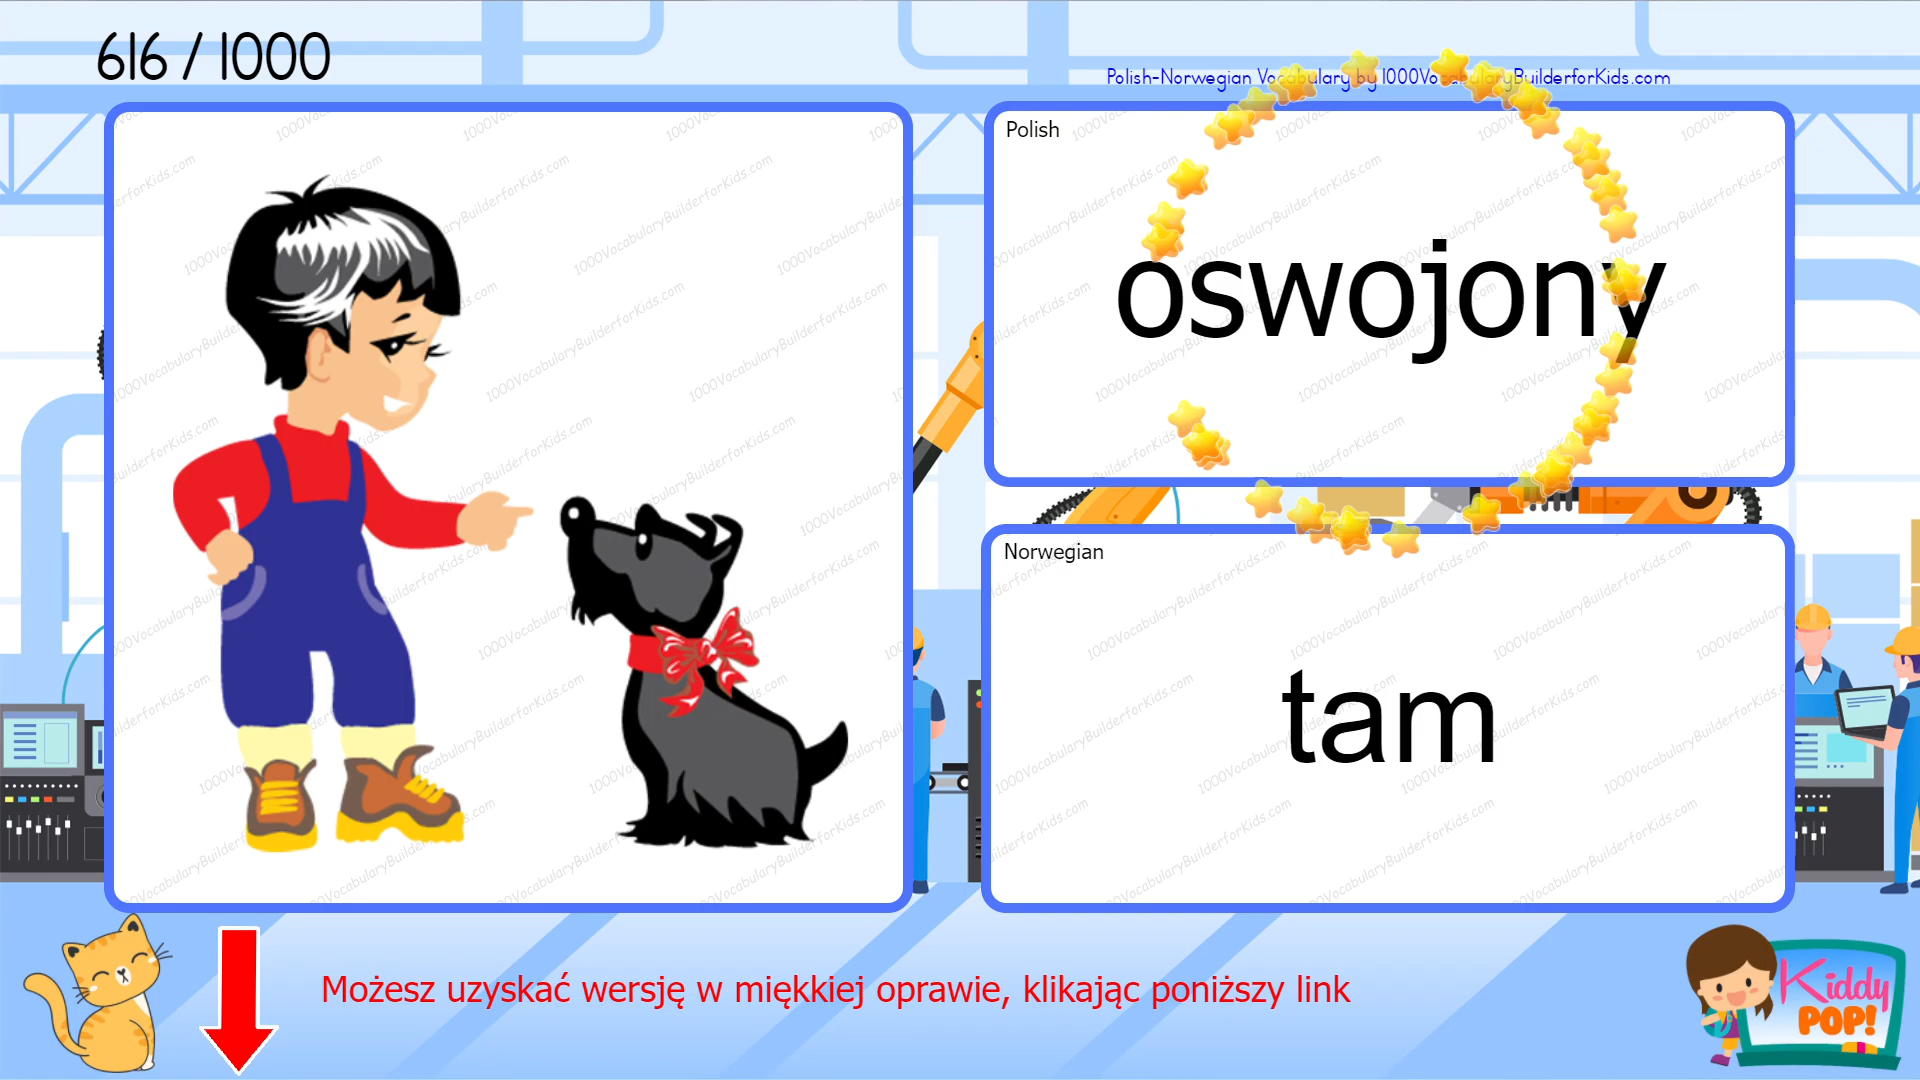 616 / 1000
Polish-Norwegian Vocabulary by 1000VocabularyBuilderforKids.com
Polish
oswojony
Norwegian
tam
Możesz uzyskać wersję w miękkiej oprawie, klikając poniższy link
Kiddy
POP!